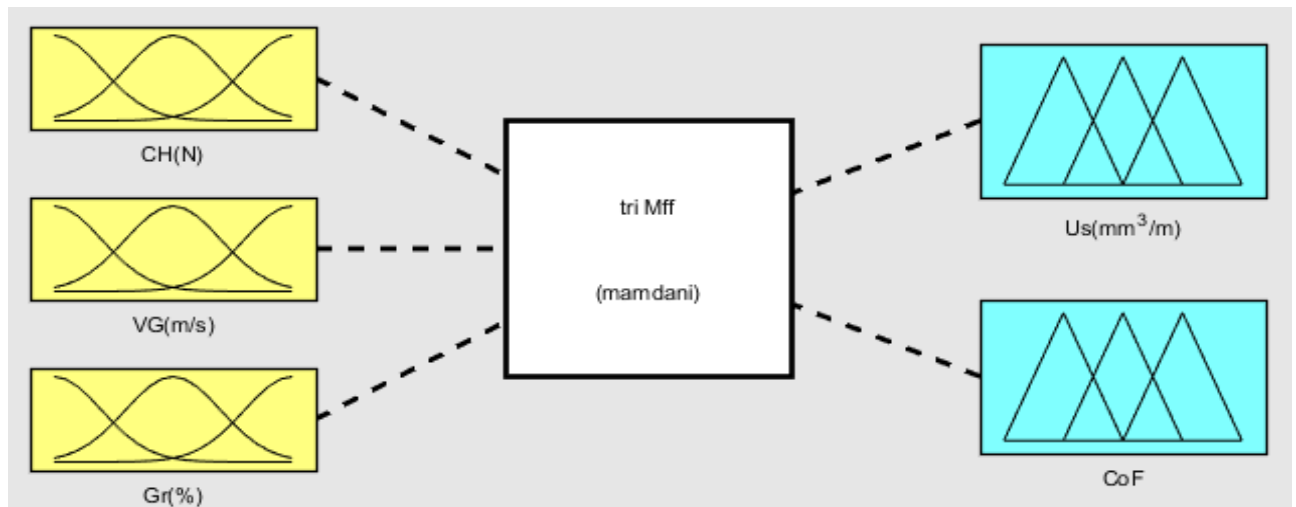 CH(N)
VG(m/s)
Gr(%)
tri Mff
(mamdani)
Us(mm³/m)
CoF